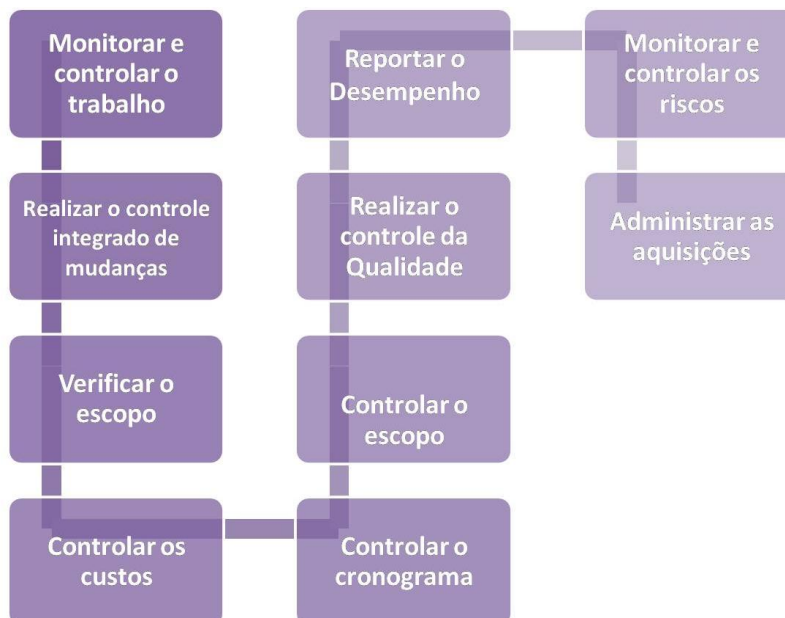 Monitorar e
controlar o
trabalho
Realizar o controle
integrado de
mudanças
Verificar o
escopo
Controlar os
custos
Controlar o
cronograma
Controlar o
escopo
Realizar o
controle da
Qualidade
Reportar o
Desempenho
Monitorar e
controlar os
riscos
Administrar as
aquisições